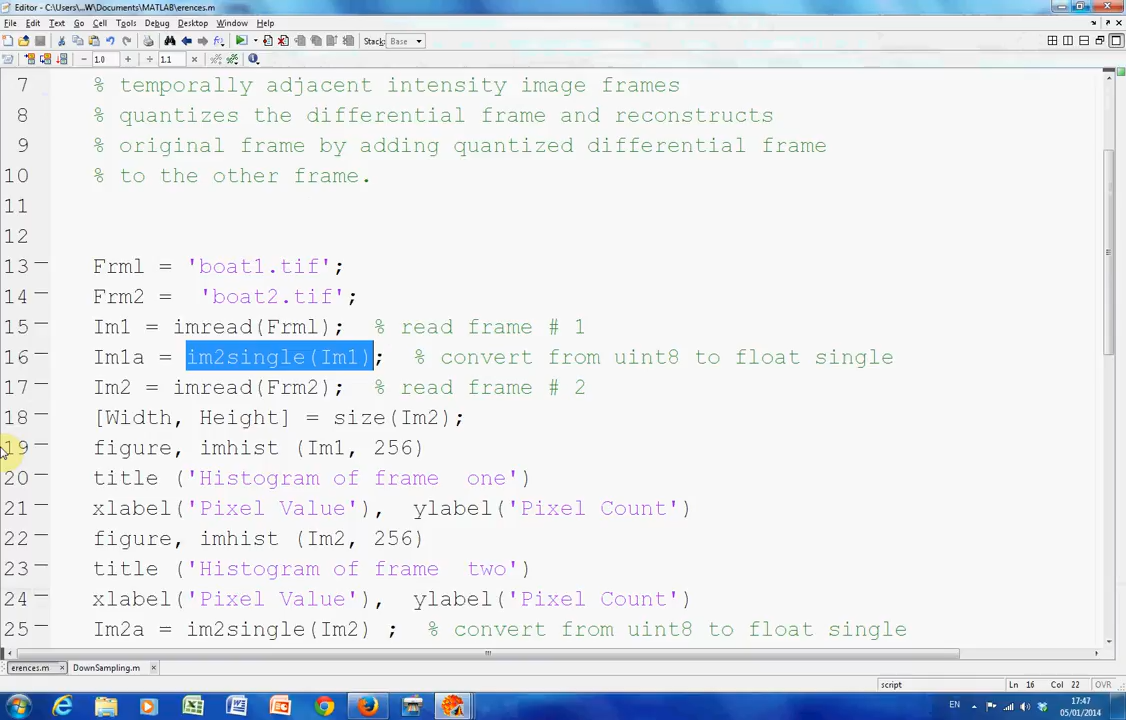 Editor - C:\Users\...W\Documents\MATLAB\erences.m
File Edit Text Go Cell Tools Debug Desktop Window Help
Stack: Base
1.0 1.1
7 % temporally adjacent intensity image frames
8 % quantizes the differential frame and reconstructs
9 % original frame by adding quantized differential frame
10 % to the other frame.
11
12
13 Frml = 'boat1.tif';
14 Frm2 = 'boat2.tif';
15 Im1 = imread(Frml); % read frame # 1
16 Im1a = im2single(Im1); % convert from uint8 to float single
17 Im2 = imread(Frm2); % read frame # 2
18 [Width, Height] = size(Im2);
19 figure, imhist (Im1, 256)
20 title ('Histogram of frame one')
21 xlabel('Pixel Value'), ylabel('Pixel Count')
22 figure, imhist (Im2, 256)
23 title ('Histogram of frame two')
24 xlabel('Pixel Value'), ylabel('Pixel Count')
25 Im2a = im2single(Im2) ; % convert from uint8 to float single
erences.m DownSampling.m
script Ln 16 Col 22 OVR
EN 17:47
05/01/2014